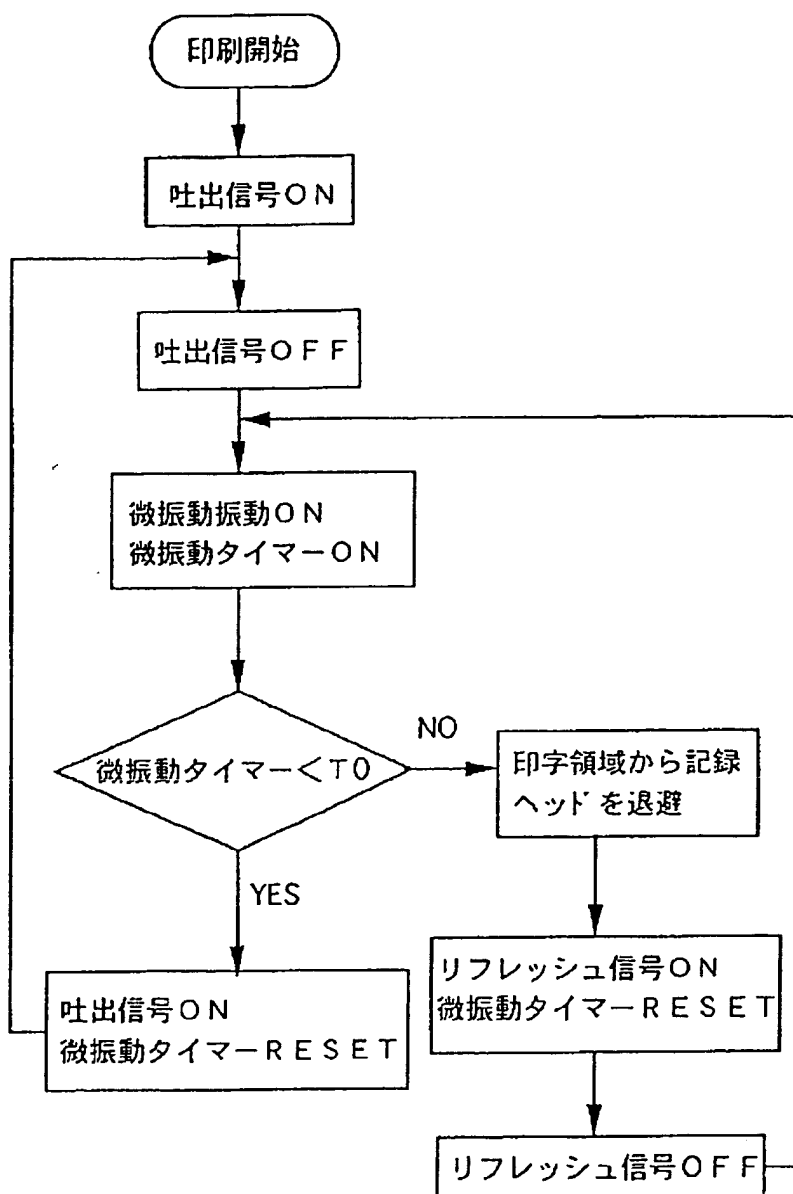 印刷開始
吐出信号ON
吐出信号OFF
微振動振動ON
微振動タイマーON
微振動タイマー<T0
NO
印字領域から記録
ヘッドを退避
YES
リフレッシュ信号ON
微振動タイマーRESET
吐出信号ON
微振動タイマーRESET
リフレッシュ信号OFF